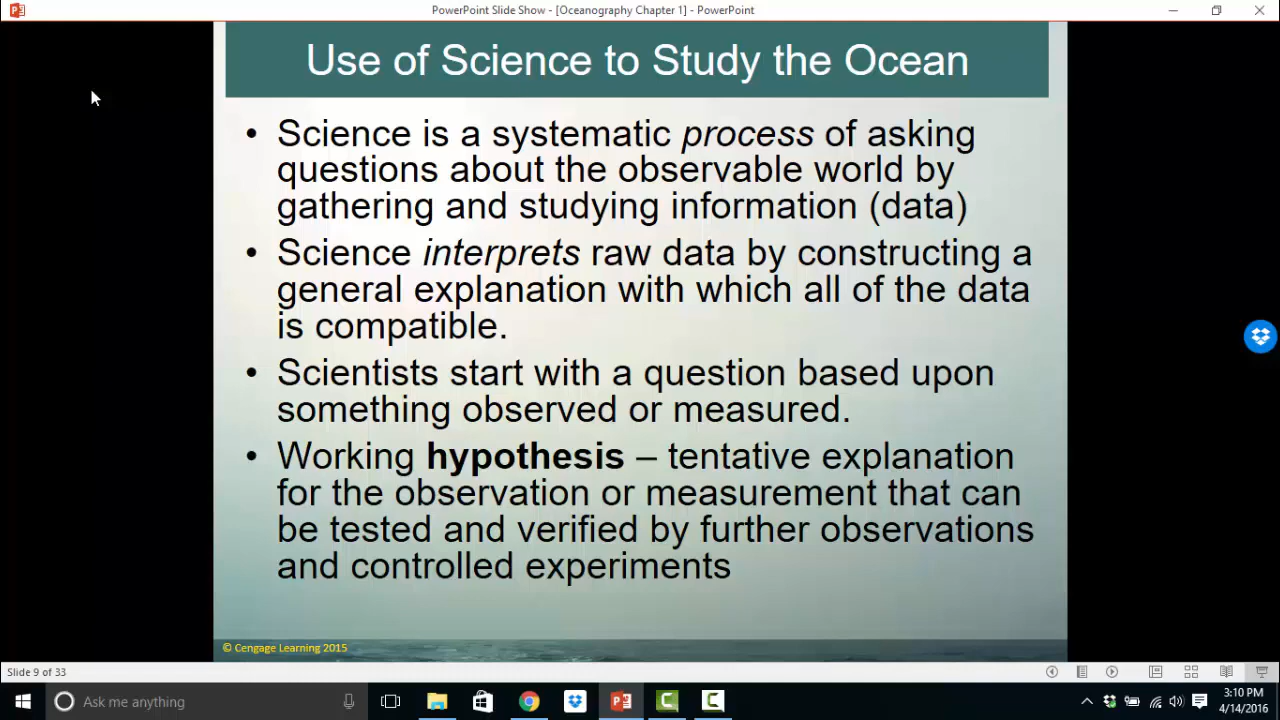 PowerPoint Slide Show - [Oceanography Chapter 1] - PowerPoint
Use of Science to Study the Ocean
• Science is a systematic process of asking
questions about the observable world by
gathering and studying information (data)
• Science interprets raw data by constructing a
general explanation with which all of the data
is compatible.
• Scientists start with a question based upon
something observed or measured.
• Working hypothesis – tentative explanation
for the observation or measurement that can
be tested and verified by further observations
and controlled experiments
© Cengage Learning 2015
Slide 9 of 33
Ask me anything
3:10 PM
4/14/2016